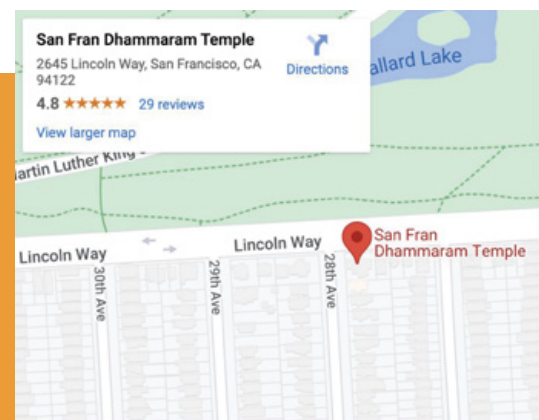 San Fran Dhammaram Temple
2645 Lincoln Way, San Francisco, CA
94122
4.8 ★★★★★ 29 reviews
View larger map
Directions
allard Lake
artin Luther King
Lincoln Way
Lincoln Way
San Fran
Dhammaram Temple
30th Ave
29th Ave
28th Ave